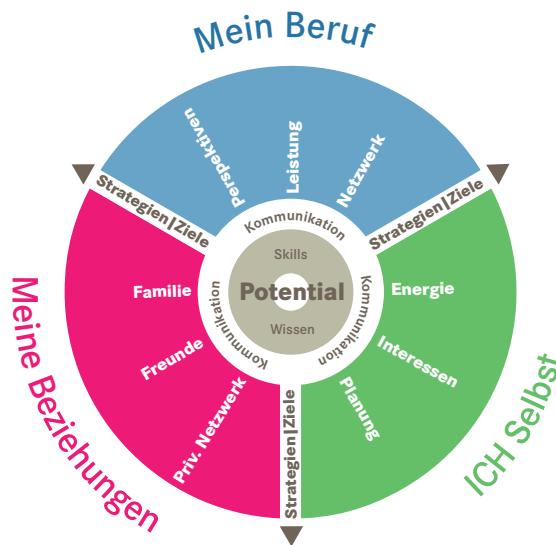 Mein Beruf
Perspektiven
Leistung
Netzwerk
Strategien|Ziele
Strategien|Ziele
Kommunikation
Skills
Potential
Wissen
Kommunikation
Kommunikation
Familie
Freunde
Priv. Netzwerk
Energie
Interessen
Planung
Strategien|Ziele
Meine Beziehungen
ICH Selbst